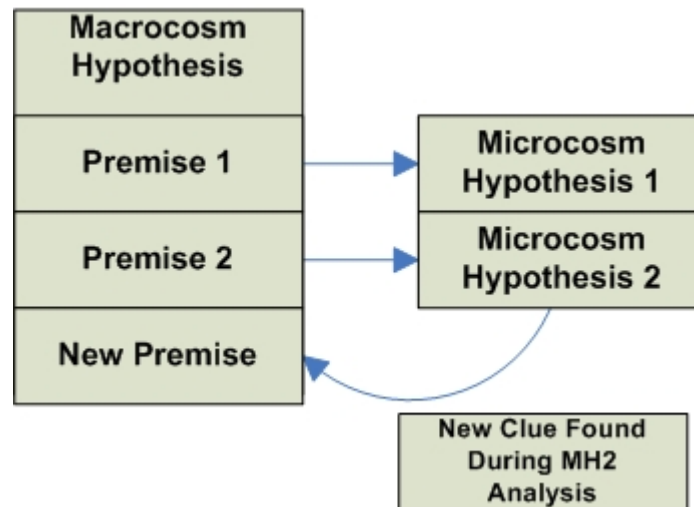 Macrocosm
Hypothesis
Premise 1
Microcosm
Hypothesis 1
Premise 2
Microcosm
Hypothesis 2
New Premise
New Clue Found
During MH2
Analysis